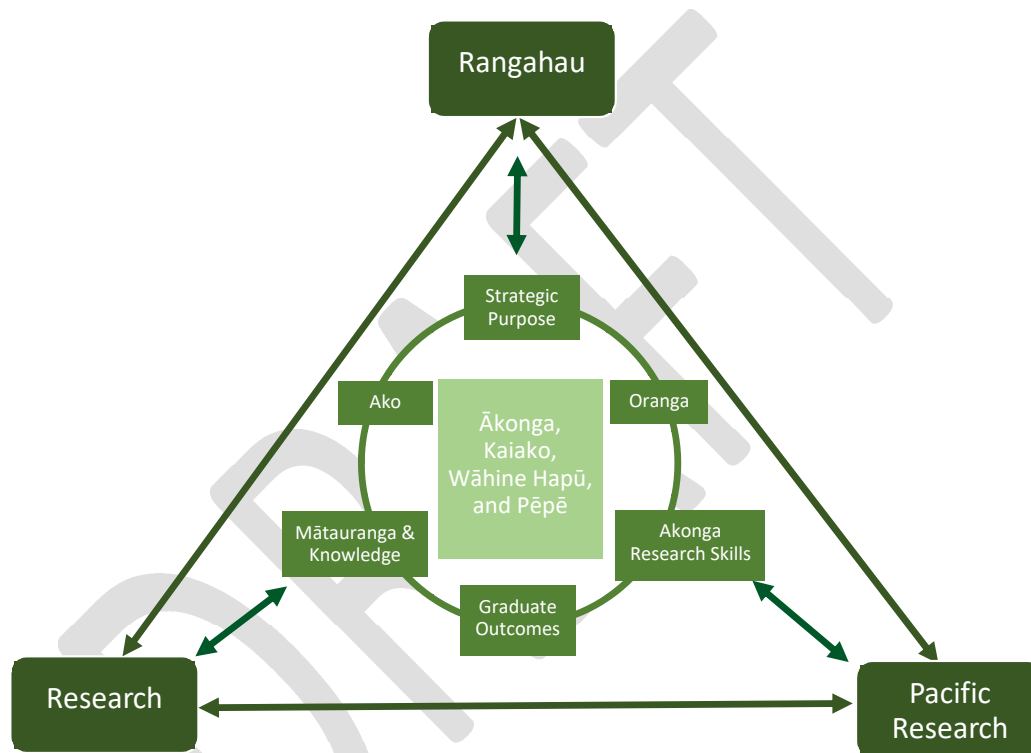 Rangahau
Strategic
Purpose
Ako
Oranga
Ākonga,
Kaiako,
Wāhine Hapū,
and Pēpē
Mātauranga &
Knowledge
Akonga
Research Skills
Graduate
Outcomes
Research
Pacific
Research
DRAFT